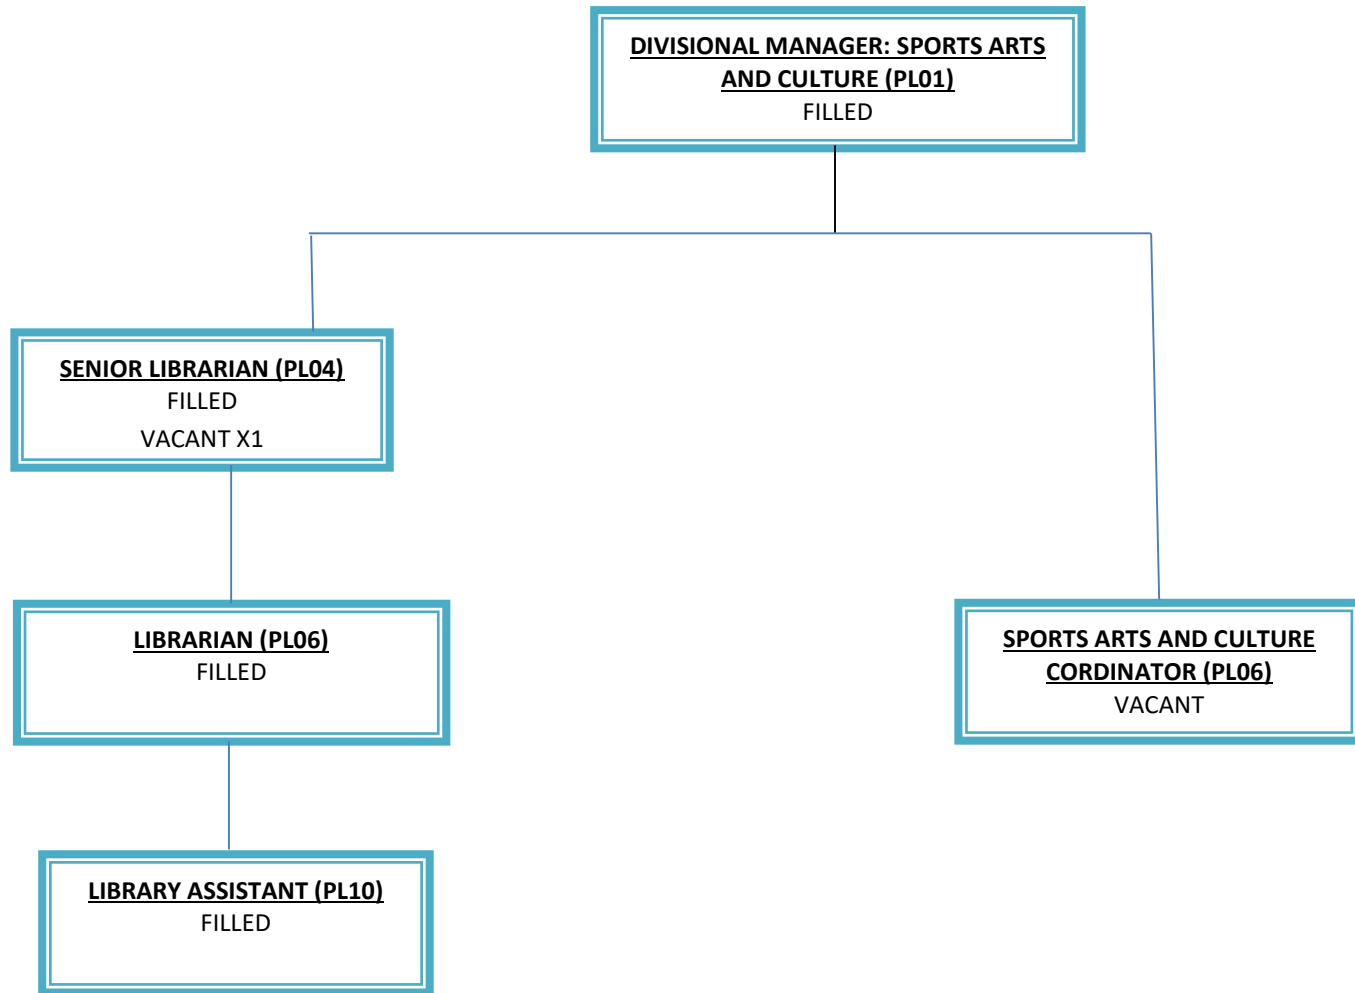 DIVISIONAL MANAGER: SPORTS ARTS
AND CULTURE (PL01)
FILLED
SENIOR LIBRARIAN (PL04)
FILLED
VACANT X1
LIBRARIAN (PL06)
FILLED
SPORTS ARTS AND CULTURE
CORDINATOR (PL06)
VACANT
LIBRARY ASSISTANT (PL10)
FILLED